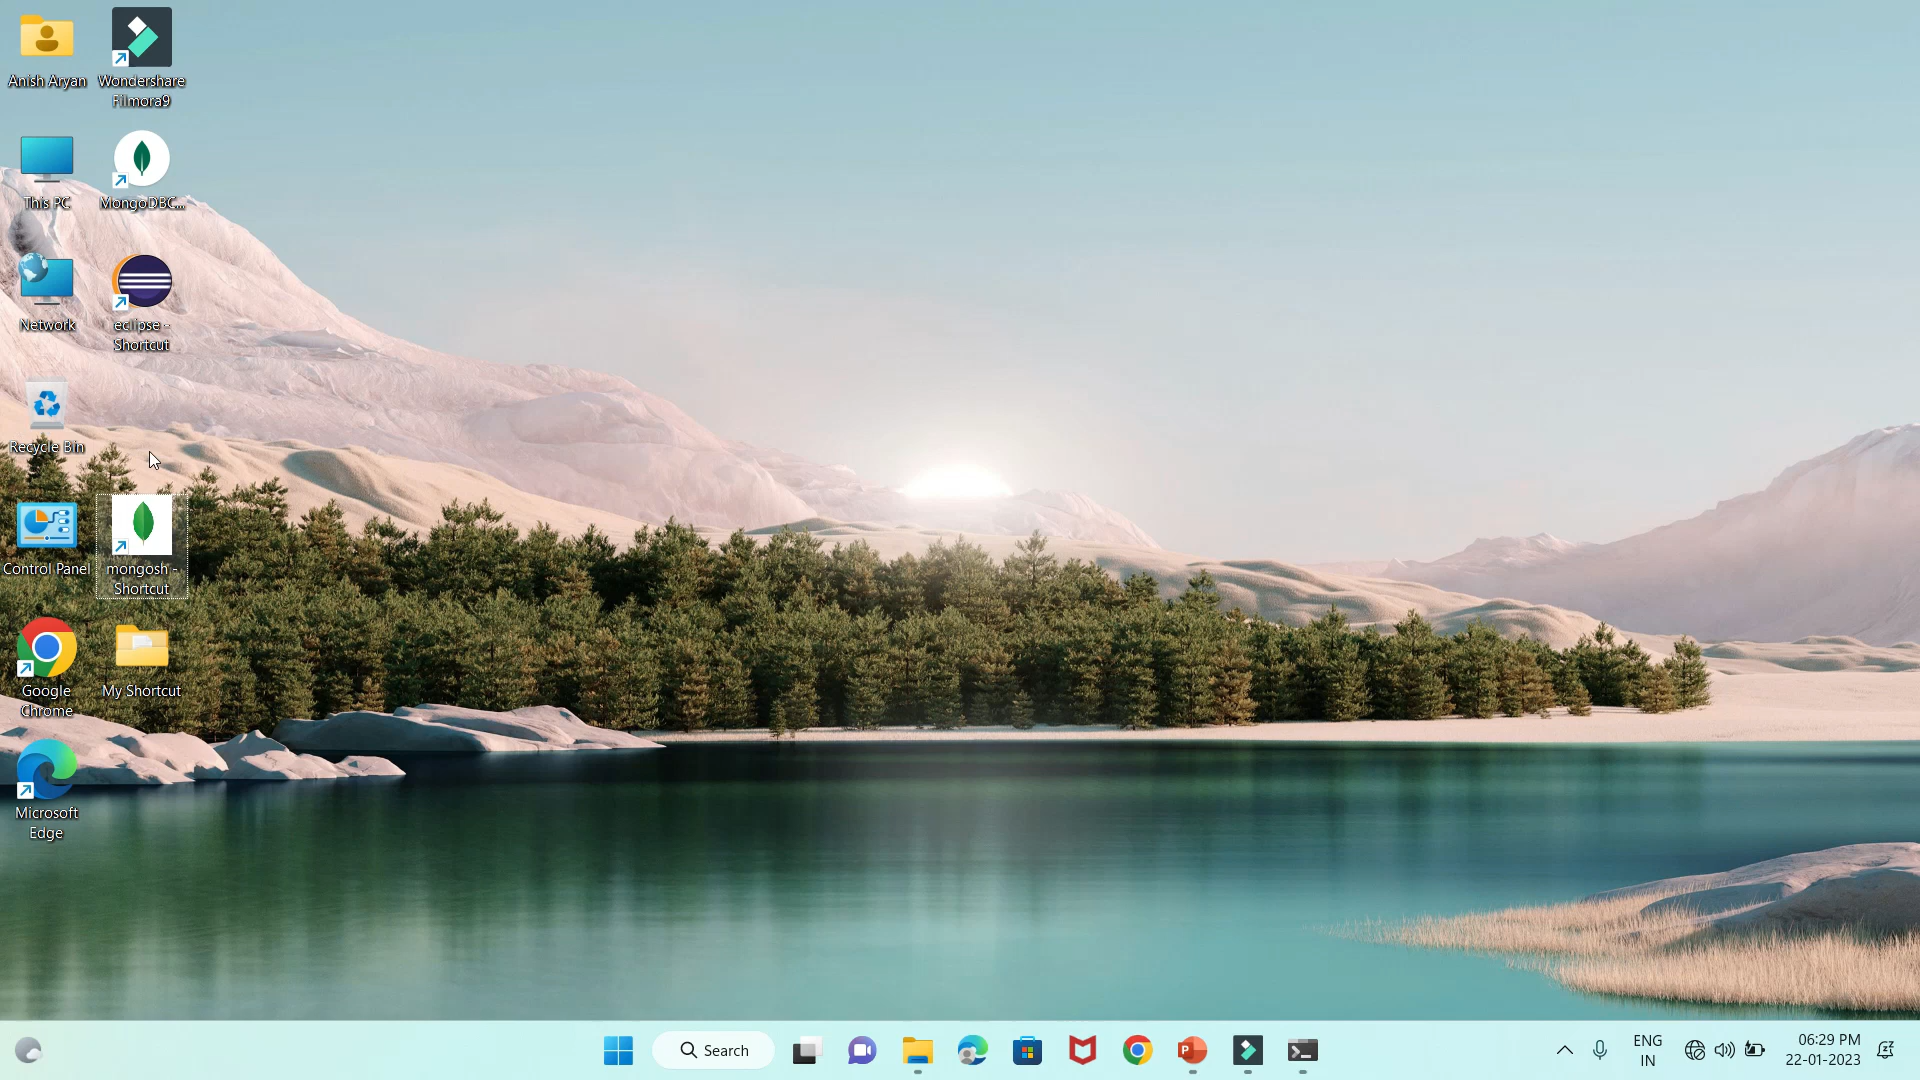 Anish Aryan
Wondershare
Filmora9
This PC
MongoDBC...
Network
eclipse -
Shortcut
Recycle Bin
Control Panel
mongosh -
Shortcut
Google
Chrome
My Shortcut
Microsoft
Edge
Search
ENG
IN
06:29 PM
22-01-2023